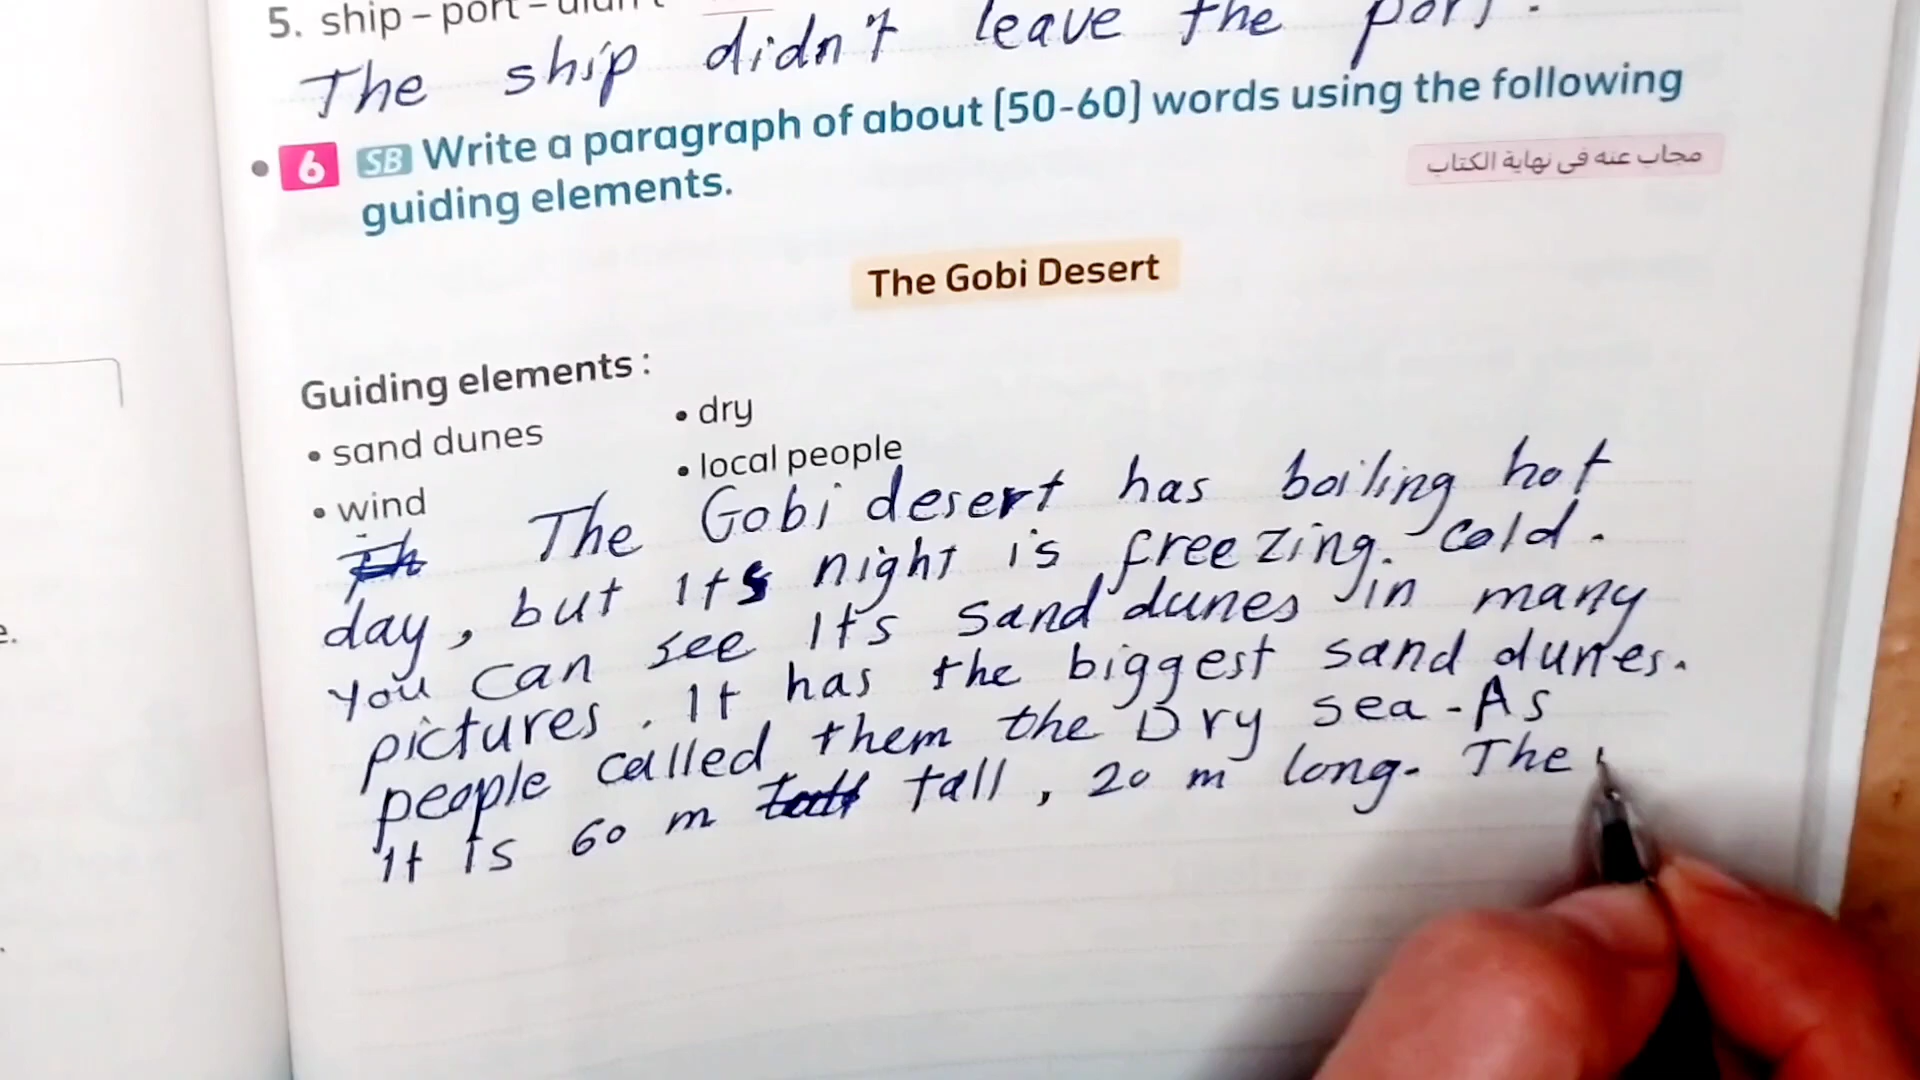 5. ship – port – didn't
The ship didn't leave the port.
6 SB Write a paragraph of about (50-60) words using the following
guiding elements.
مجاب عنه فى نهاية الكتاب
The Gobi Desert
Guiding elements :
• sand dunes
• dry
• wind
• local people
The Gobi desert has boiling hot
day, but its night is freezing. cold.
you can see its sand dunes in many
pictures. It has the biggest sand dunes.
people called them the Dry sea. As
it is 60 m tall, 20 m long. The
e.